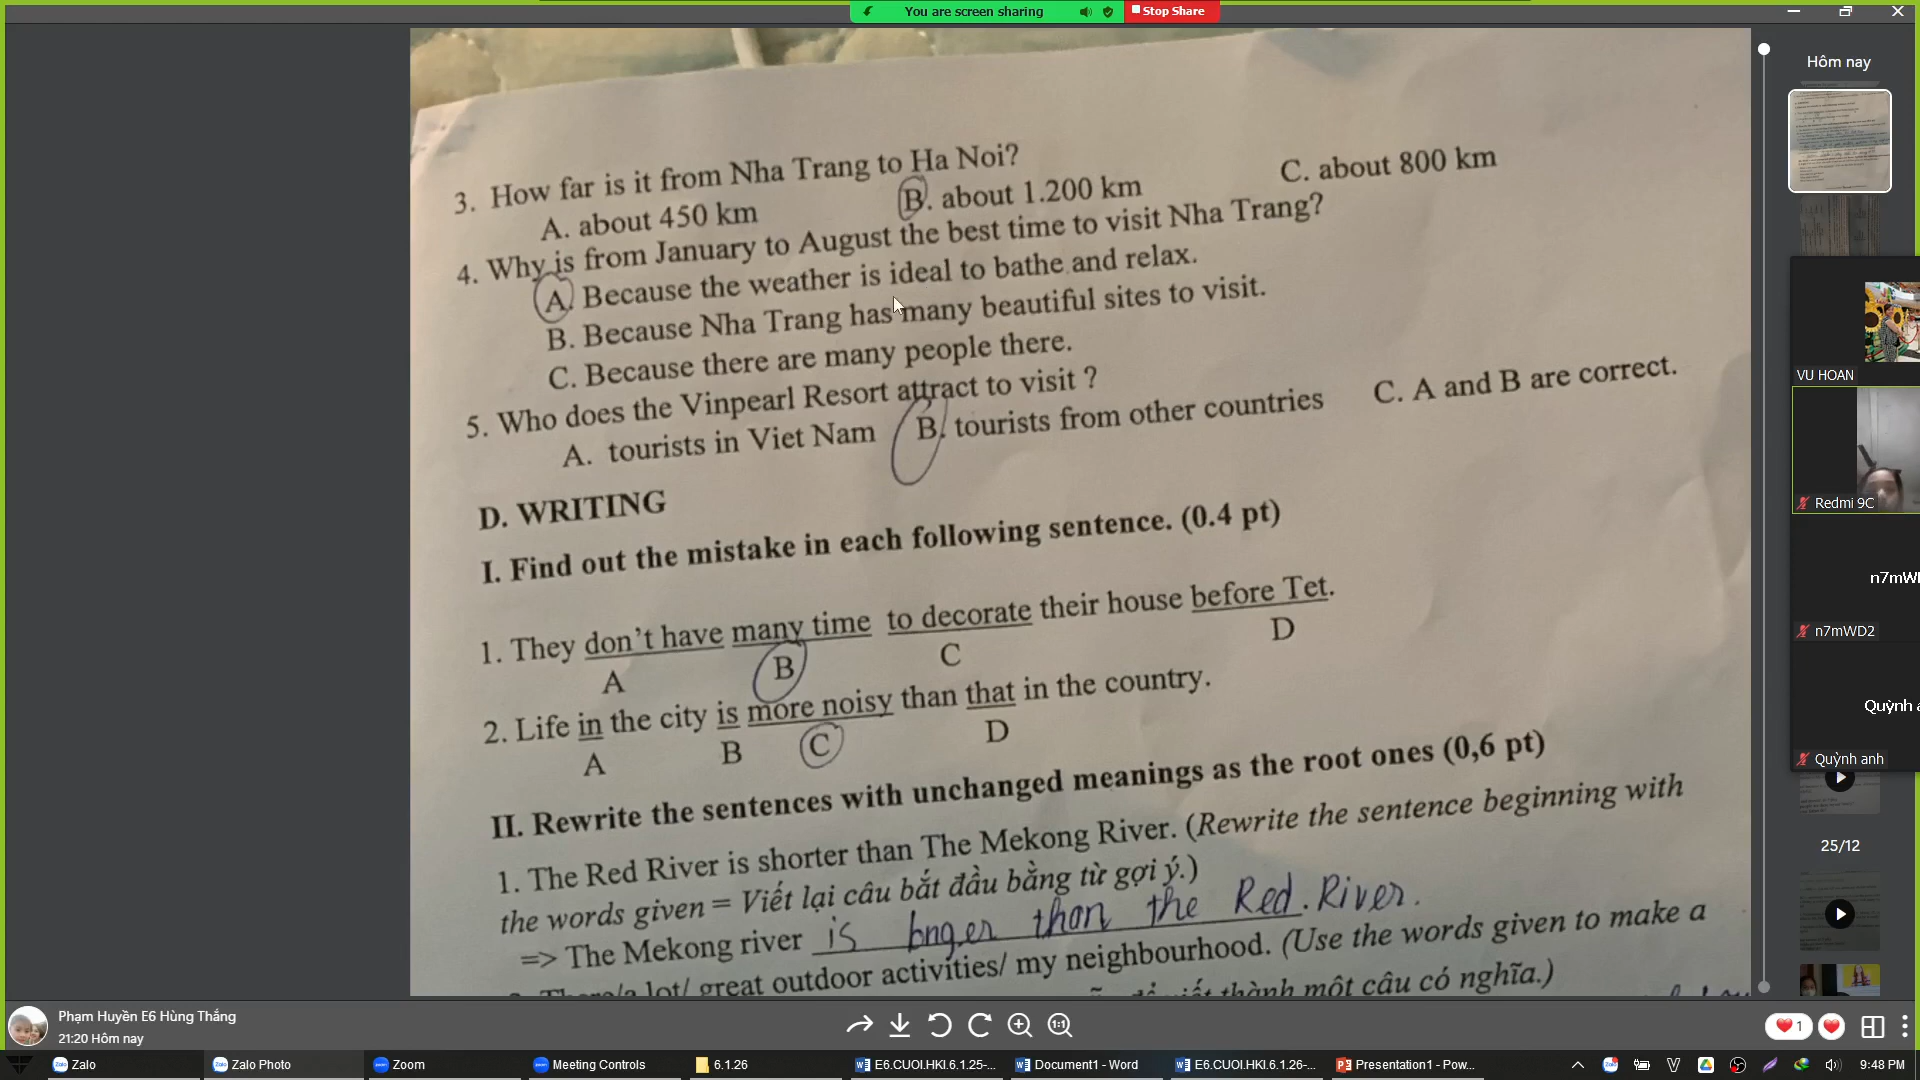 You are screen sharing
Stop Share
Hôm nay
3. How far is it from Nha Trang to Ha Noi?
A. about 450 km B. about 1.200 km C. about 800 km
4. Why is from January to August the best time to visit Nha Trang?
A. Because the weather is ideal to bathe and relax.
B. Because Nha Trang has many beautiful sites to visit.
C. Because there are many people there.
5. Who does the Vinpearl Resort attract to visit ?
A. tourists in Viet Nam B. tourists from other countries C. A and B are correct.
D. WRITING
I. Find out the mistake in each following sentence. (0.4 pt)
1. They don't have many time to decorate their house before Tet.
A B C D
2. Life in the city is more noisy than that in the country.
A B C D
II. Rewrite the sentences with unchanged meanings as the root ones (0,6 pt)
1. The Red River is shorter than The Mekong River. (Rewrite the sentence beginning with
the words given = Viết lại câu bắt đầu bằng từ gợi ý.)
=> The Mekong river is longer than the Red River.
lot/ great outdoor activities/ my neighbourhood. (Use the words given to make a
thành một câu có nghĩa.)
VU HOAN
Redmi 9C
n7mWD
n7mWD2
Quỳnh a
Quỳnh anh
25/12
Phạm Huyền E6 Hùng Thắng
21:20 Hôm nay
1:1
1
Zalo
Zalo Photo
Zoom
Meeting Controls
6.1.26
E6.CUOI.HKI.6.1.25-...
Document1 - Word
E6.CUOI.HKI.6.1.26-...
Presentation1 - Pow...
9:48 PM